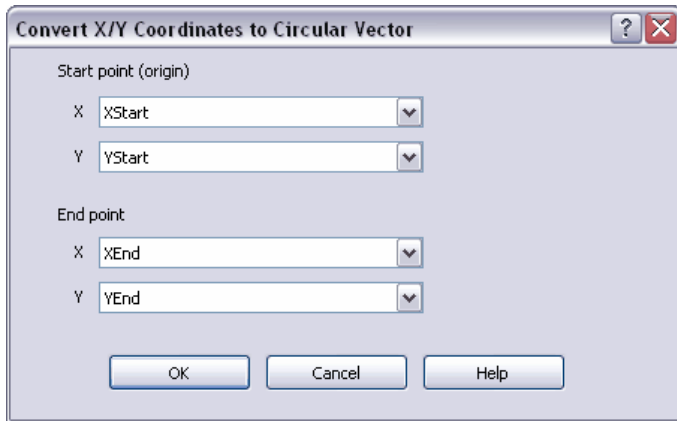 Convert X/Y Coordinates to Circular Vector ?
Start point (origin)
X XStart
Y YStart
End point
X XEnd
Y YEnd
OK Cancel Help